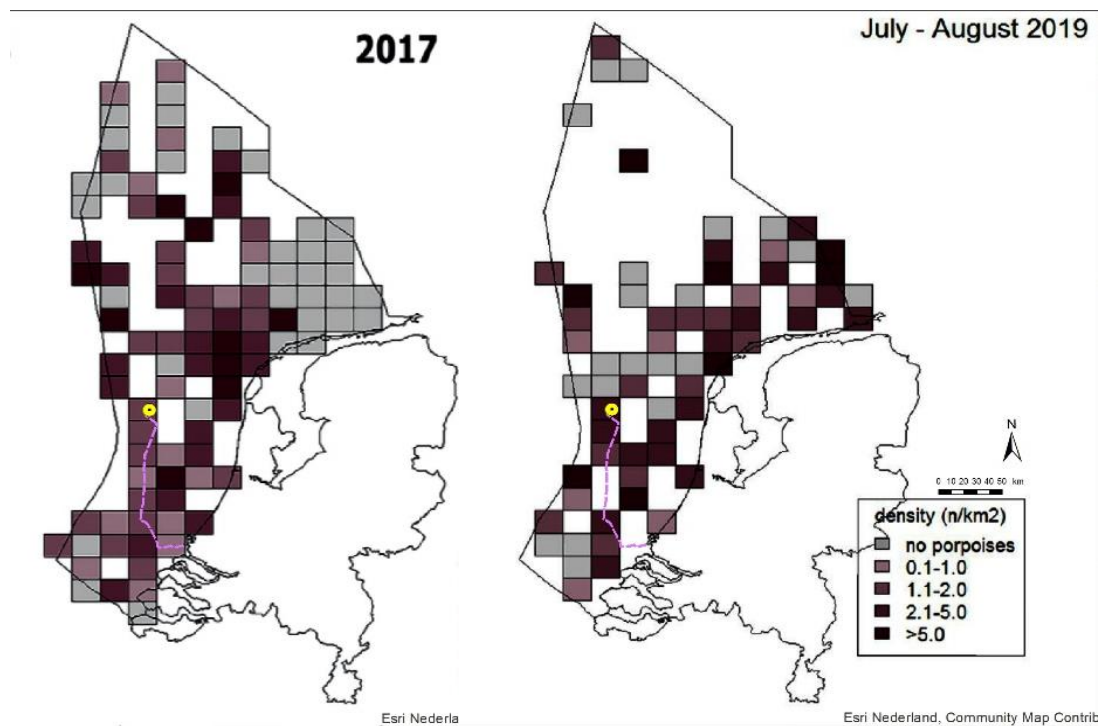 2017
July - August 2019
N
0 10 20 30 40 50 km
density (n/km2)
no porpoises
0.1-1.0
1.1-2.0
2.1-5.0
>5.0
Esri Nederla
Esri Nederland, Community Map Contrib